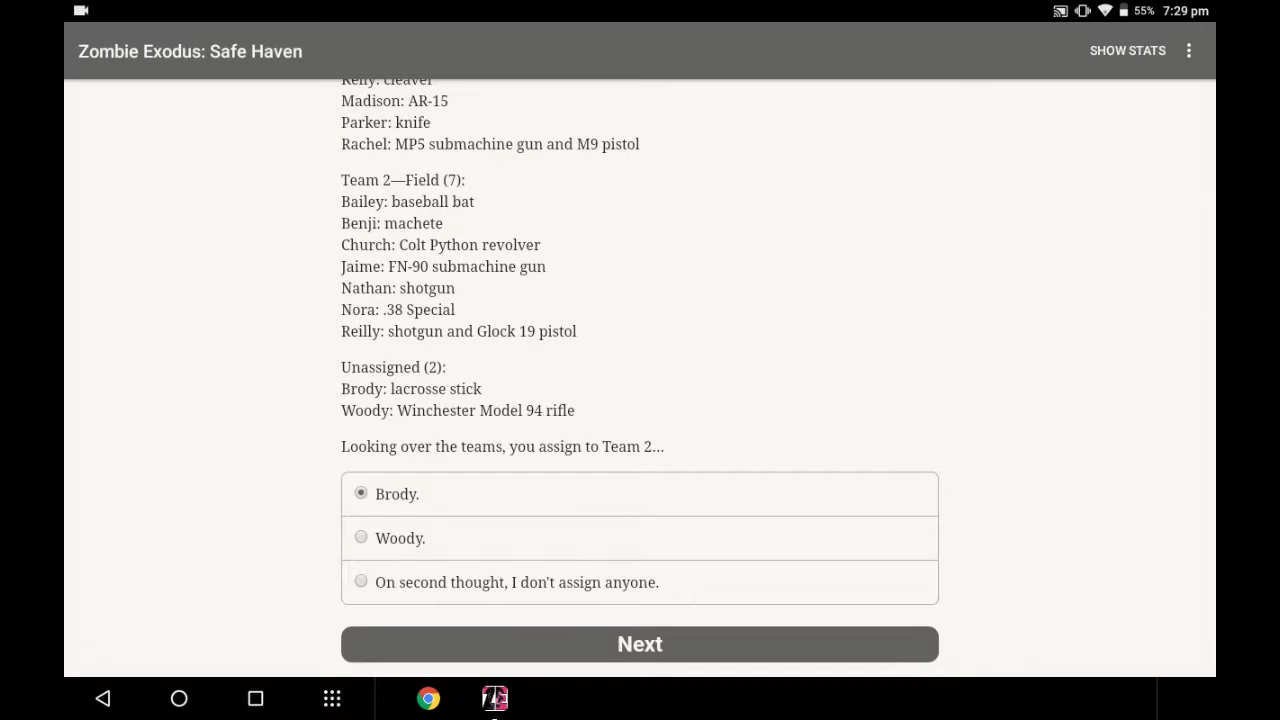 55% 7:29 pm
Zombie Exodus: Safe Haven
SHOW STATS
Kelly: cleaver
Madison: AR-15
Parker: knife
Rachel: MP5 submachine gun and M9 pistol
Team 2—Field (7):
Bailey: baseball bat
Benji: machete
Church: Colt Python revolver
Jaime: FN-90 submachine gun
Nathan: shotgun
Nora: .38 Special
Reilly: shotgun and Glock 19 pistol
Unassigned (2):
Brody: lacrosse stick
Woody: Winchester Model 94 rifle
Looking over the teams, you assign to Team 2...
Brody.
Woody.
On second thought, I don't assign anyone.
Next
ZE